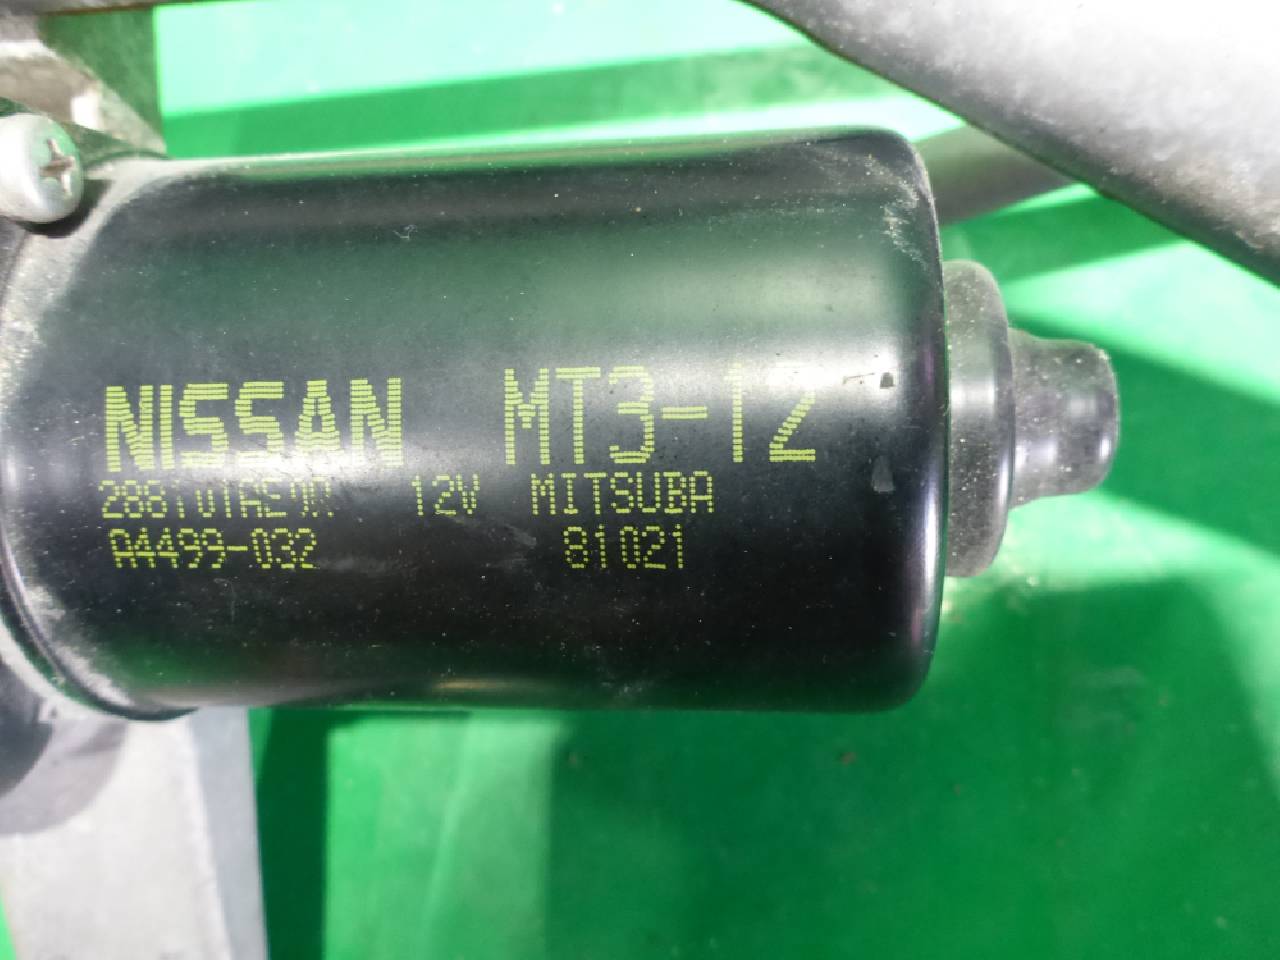 NISSAN MT3-12
12V MITSUBA
A4499-032 81021